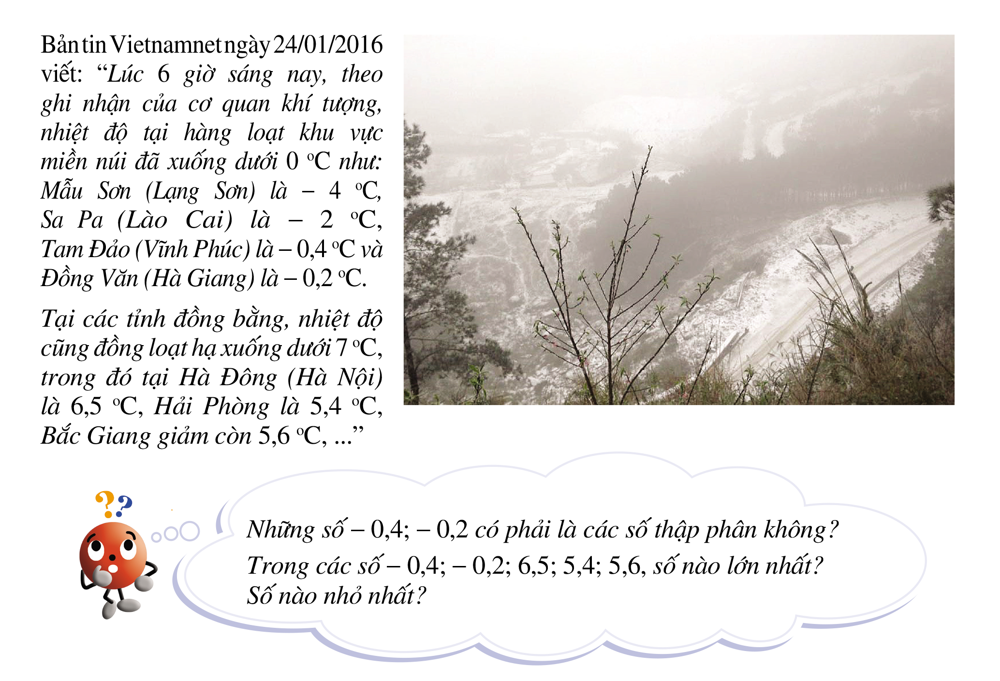 Bản tin Vietnamnet ngày 24/01/2016
viết: “Lúc 6 giờ sáng nay, theo
ghi nhận của cơ quan khí tượng,
nhiệt độ tại hàng loạt khu vực
miền núi đã xuống dưới 0 °C như:
Mẫu Sơn (Lạng Sơn) là – 4 °C,
Sa Pa (Lào Cai) là – 2 °C,
Tam Đảo (Vĩnh Phúc) là – 0,4 °C và
Đồng Văn (Hà Giang) là – 0,2 °C.
Tại các tỉnh đồng bằng, nhiệt độ
cũng đồng loạt hạ xuống dưới 7 °C,
trong đó tại Hà Đông (Hà Nội)
là 6,5 °C, Hải Phòng là 5,4 °C,
Bắc Giang giảm còn 5,6 °C, ...”
??
Những số – 0,4; – 0,2 có phải là các số thập phân không?
Trong các số – 0,4; – 0,2; 6,5; 5,4; 5,6, số nào lớn nhất?
Số nào nhỏ nhất?